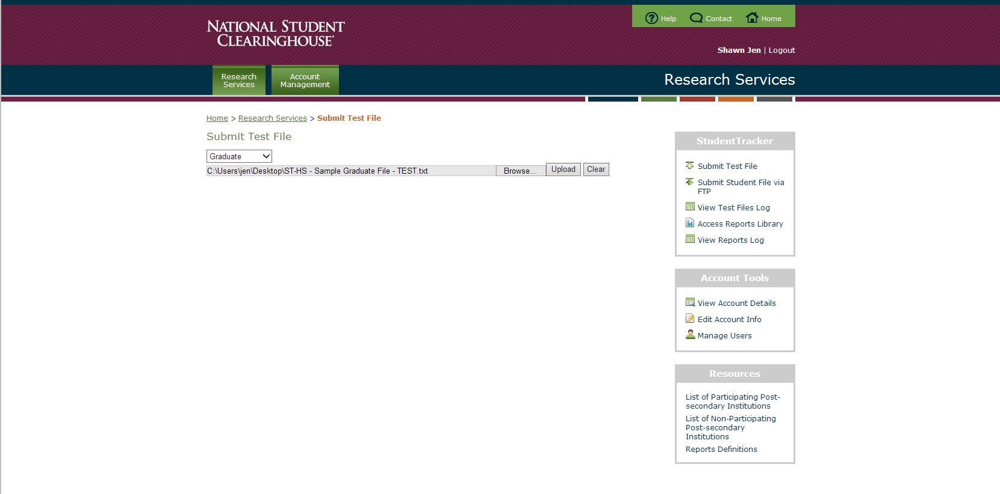 NATIONAL STUDENT
CLEARINGHOUSE®
Help
Contact
Home
Shawn Jen | Logout
Research
Services
Account
Management
Research Services
Home > Research Services > Submit Test File
Submit Test File
Graduate
C:\Users\jen\Desktop\ST-HS - Sample Graduate File - TEST.txt
Browse...
Upload
Clear
StudentTracker
Submit Test File
Submit Student File via
FTP
View Test Files Log
Access Reports Library
View Reports Log
Account Tools
View Account Details
Edit Account Info
Manage Users
Resources
List of Participating Post-
secondary Institutions
List of Non-Participating
Post-secondary
Institutions
Reports Definitions